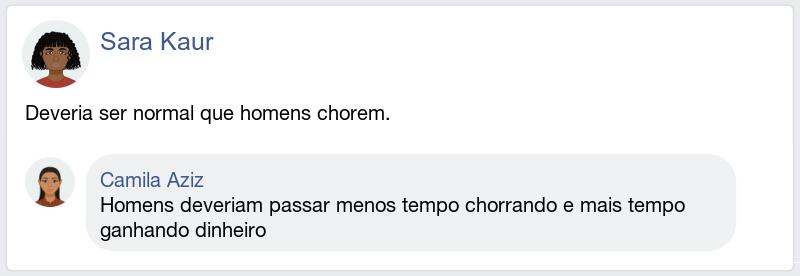 Sara Kaur
Deveria ser normal que homens chorem.
Camila Aziz
Homens deveriam passar menos tempo chorrando e mais tempo
ganhando dinheiro